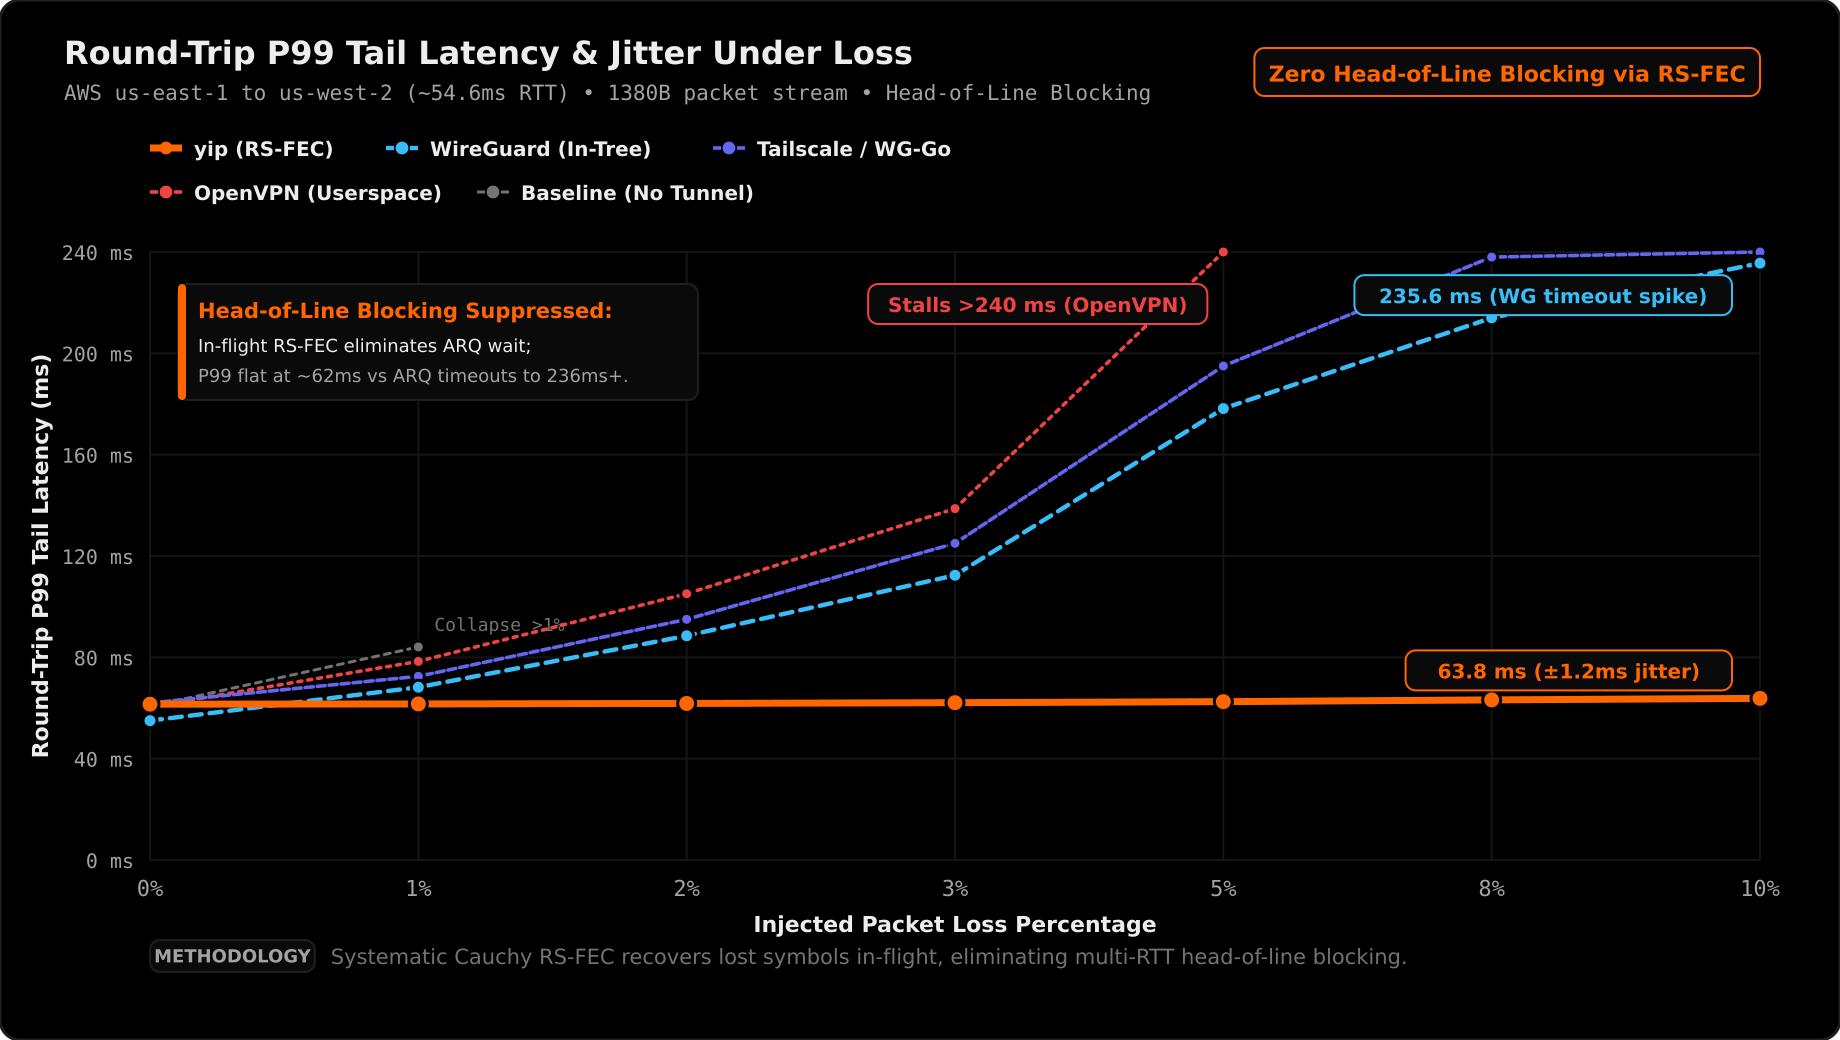 Round-Trip P99 Tail Latency & Jitter Under Loss
AWS us-east-1 to us-west-2 (~54.6ms RTT) • 1380B packet stream • Head-of-Line Blocking
Zero Head-of-Line Blocking via RS-FEC
yip (RS-FEC)
WireGuard (In-Tree)
Tailscale / WG-Go
OpenVPN (Userspace)
Baseline (No Tunnel)
Round-Trip P99 Tail Latency (ms)
240 ms
200 ms
160 ms
120 ms
80 ms
40 ms
0 ms
Head-of-Line Blocking Suppressed:
In-flight RS-FEC eliminates ARQ wait;
P99 flat at ~62ms vs ARQ timeouts to 236ms+.
Stalls >240 ms (OpenVPN)
235.6 ms (WG timeout spike)
Collapse >1%
63.8 ms (±1.2ms jitter)
0%
1%
2%
3%
5%
8%
10%
Injected Packet Loss Percentage
METHODOLOGY
Systematic Cauchy RS-FEC recovers lost symbols in-flight, eliminating multi-RTT head-of-line blocking.